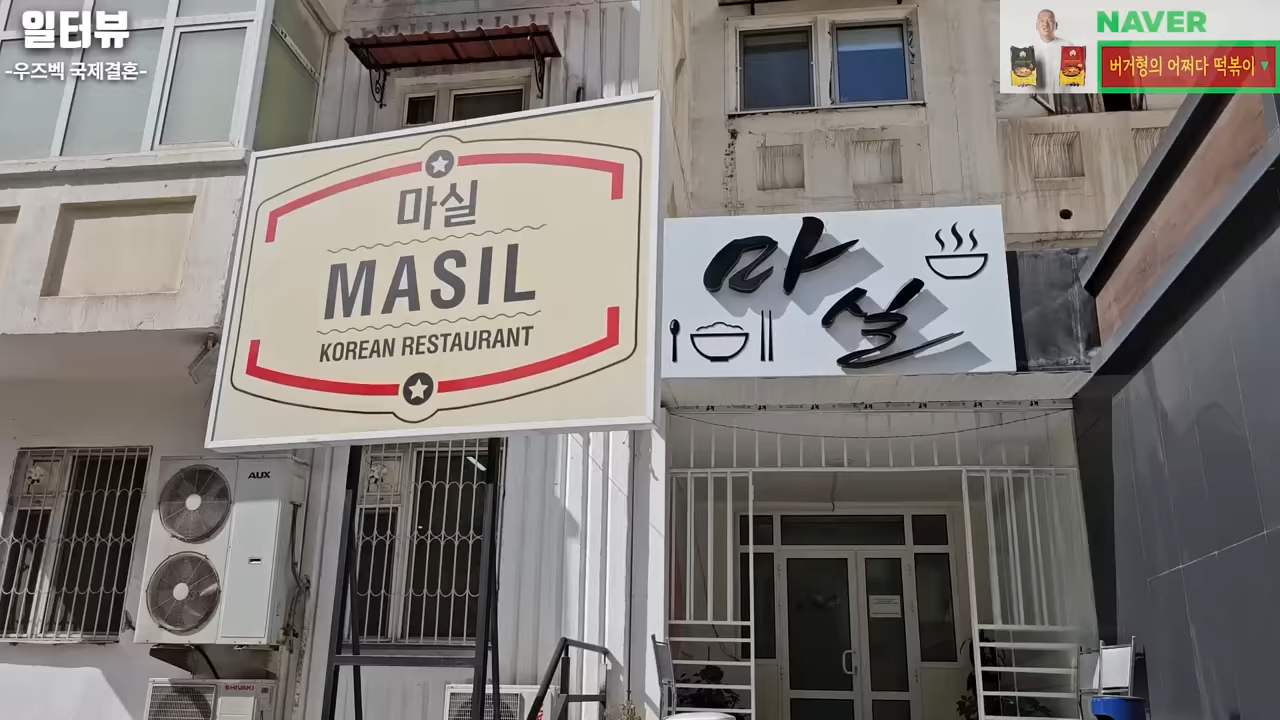 일터뷰
-우즈벡 국제결혼-
NAVER
버거형의 어쩌다 떡볶이
마실
MASIL
KOREAN RESTAURANT
마실
AUX
SHIVAKI